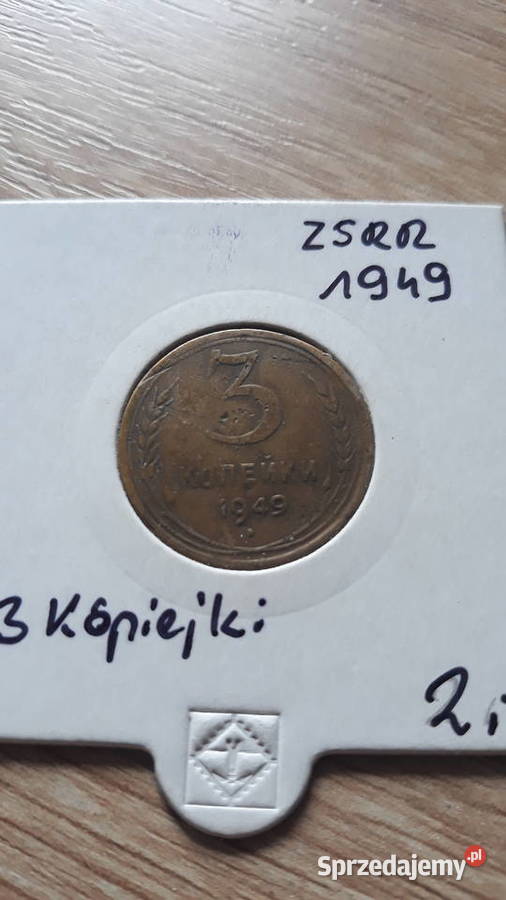 ZSRR
1949
3
КОПЕЙКИ
1949
3 Kopiejki
2,
Sprzedajemy.pl